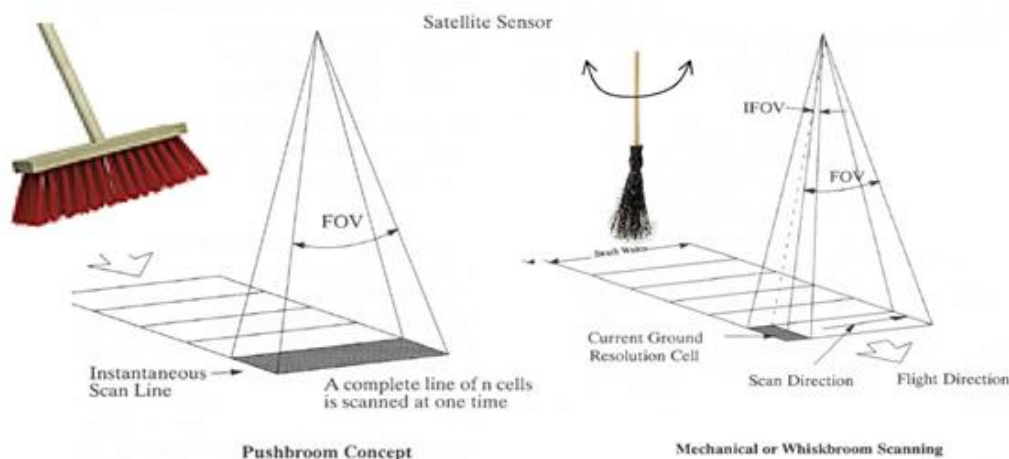 Satellite Sensor
FOV
Instantaneous
Scan Line
A complete line of n cells
is scanned at one time
Pushbroom Concept
IFOV
FOV
Swath Width
Current Ground
Resolution Cell
Scan Direction
Flight Direction
Mechanical or Whiskbroom Scanning